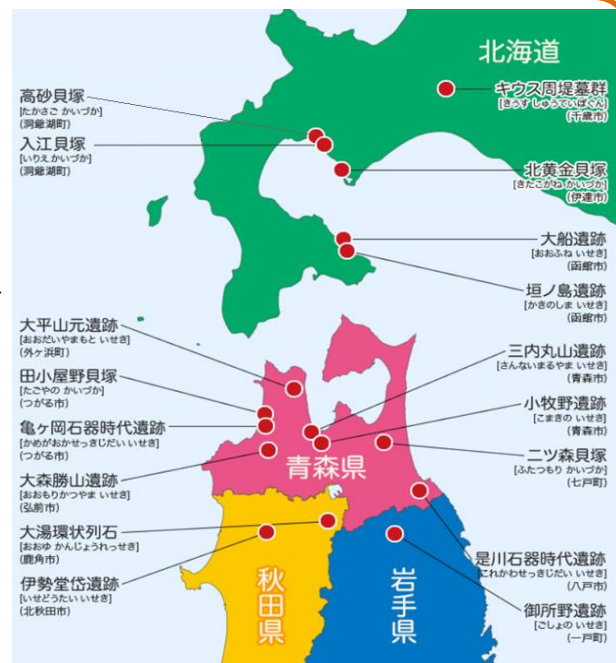 北海道
キウス周堤墓群
[きうす しゅうていぼぐん]
(千歳市)
高砂貝塚
[たかさご かいづか]
(洞爺湖町)
入江貝塚
[いりえ かいづか]
(洞爺湖町)
北黄金貝塚
[きたこがね かいづか]
(伊達市)
大船遺跡
[おおふね いせき]
(函館市)
垣ノ島遺跡
[かきのしま いせき]
(函館市)
大平山元遺跡
[おおだいやまもと いせき]
(外ヶ浜町)
田小屋野貝塚
[たごやの かいづか]
(つがる市)
亀ヶ岡石器時代遺跡
[かめがおかせっきじだい いせき]
(つがる市)
大森勝山遺跡
[おおもりかつやま いせき]
(弘前市)
大湯環状列石
[おおゆ かんじょうれっせき]
(鹿角市)
伊勢堂岱遺跡
[いせどうたい いせき]
(北秋田市)
三内丸山遺跡
[さんないまるやま いせき]
(青森市)
小牧野遺跡
[こまきの いせき]
(青森市)
二ツ森貝塚
[ふたつもり かいづか]
(七戸町)
是川石器時代遺跡
[これかわせっきじだい いせき]
(八戸市)
御所野遺跡
[ごしょの いせき]
(一戸町)
青森県
秋田県
岩手県